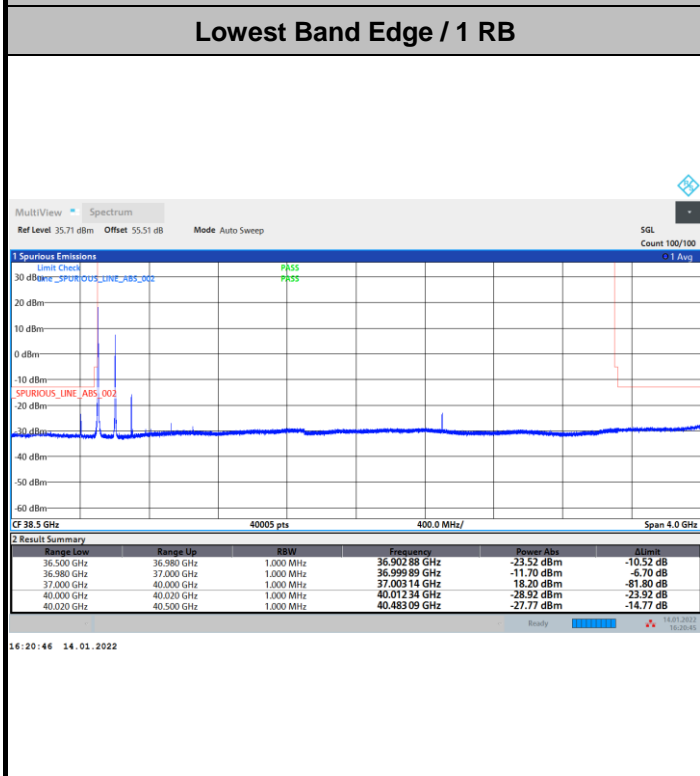 Lowest Band Edge / 1 RB
MultiView Spectrum
Ref Level 35.71 dBm Offset 55.51 dB Mode Auto Sweep SGL
Count 100/100
1 Spurious Emissions 1 Avg
Limit Check PASS
30 dBm Line _SPURIOUS_LINE_ABS_002 PASS
20 dBm
10 dBm
0 dBm
-10 dBm
_SPURIOUS_LINE_ABS_002
-20 dBm
-30 dBm
-40 dBm
-50 dBm
-60 dBm
CF 38.5 GHz 40005 pts 400.0 MHz/ Span 4.0 GHz
2 Result Summary
Range Low Range Up RBW Frequency Power Abs ΔLimit
36.500 GHz 36.980 GHz 1.000 MHz 36.902 88 GHz -23.52 dBm -10.52 dB
36.980 GHz 37.000 GHz 1.000 MHz 36.999 89 GHz -11.70 dBm -6.70 dB
37.000 GHz 40.000 GHz 1.000 MHz 37.003 14 GHz 18.20 dBm -81.80 dB
40.000 GHz 40.020 GHz 1.000 MHz 40.012 34 GHz -28.92 dBm -23.92 dB
40.020 GHz 40.500 GHz 1.000 MHz 40.483 09 GHz -27.77 dBm -14.77 dB
Ready 14.01.2022
16:20:45
16:20:46 14.01.2022